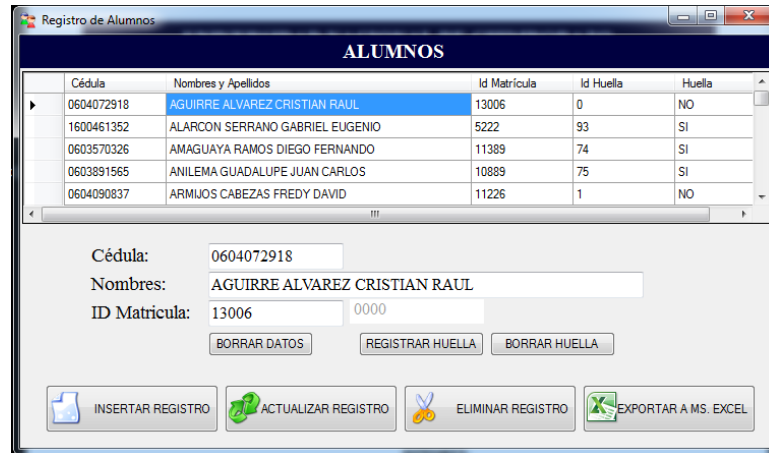 Registro de Alumnos
ALUMNOS
Cédula Nombres y Apellidos Id Matrícula Id Huella Huella
0604072918 AGUIRRE ALVAREZ CRISTIAN RAUL 13006 0 NO
1600461352 ALARCON SERRANO GABRIEL EUGENIO 5222 93 SI
0603570326 AMAGUAYA RAMOS DIEGO FERNANDO 11389 74 SI
0603891565 ANILEMA GUADALUPE JUAN CARLOS 10889 75 SI
0604090837 ARMIJOS CABEZAS FREDY DAVID 11226 1 NO
Cédula: 0604072918
Nombres: AGUIRRE ALVAREZ CRISTIAN RAUL
ID Matricula: 13006 0000
BORRAR DATOS REGISTRAR HUELLA BORRAR HUELLA
INSERTAR REGISTRO ACTUALIZAR REGISTRO ELIMINAR REGISTRO EXPORTAR A MS. EXCEL